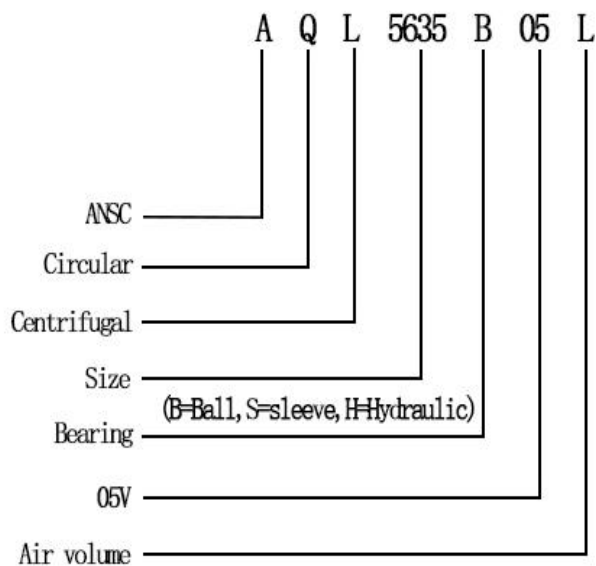 A Q L 5635 B 05 L
ANSC
Circular
Centrifugal
Size
(B=Ball, S=sleeve, H=Hydraulic)
Bearing
05V
Air volume